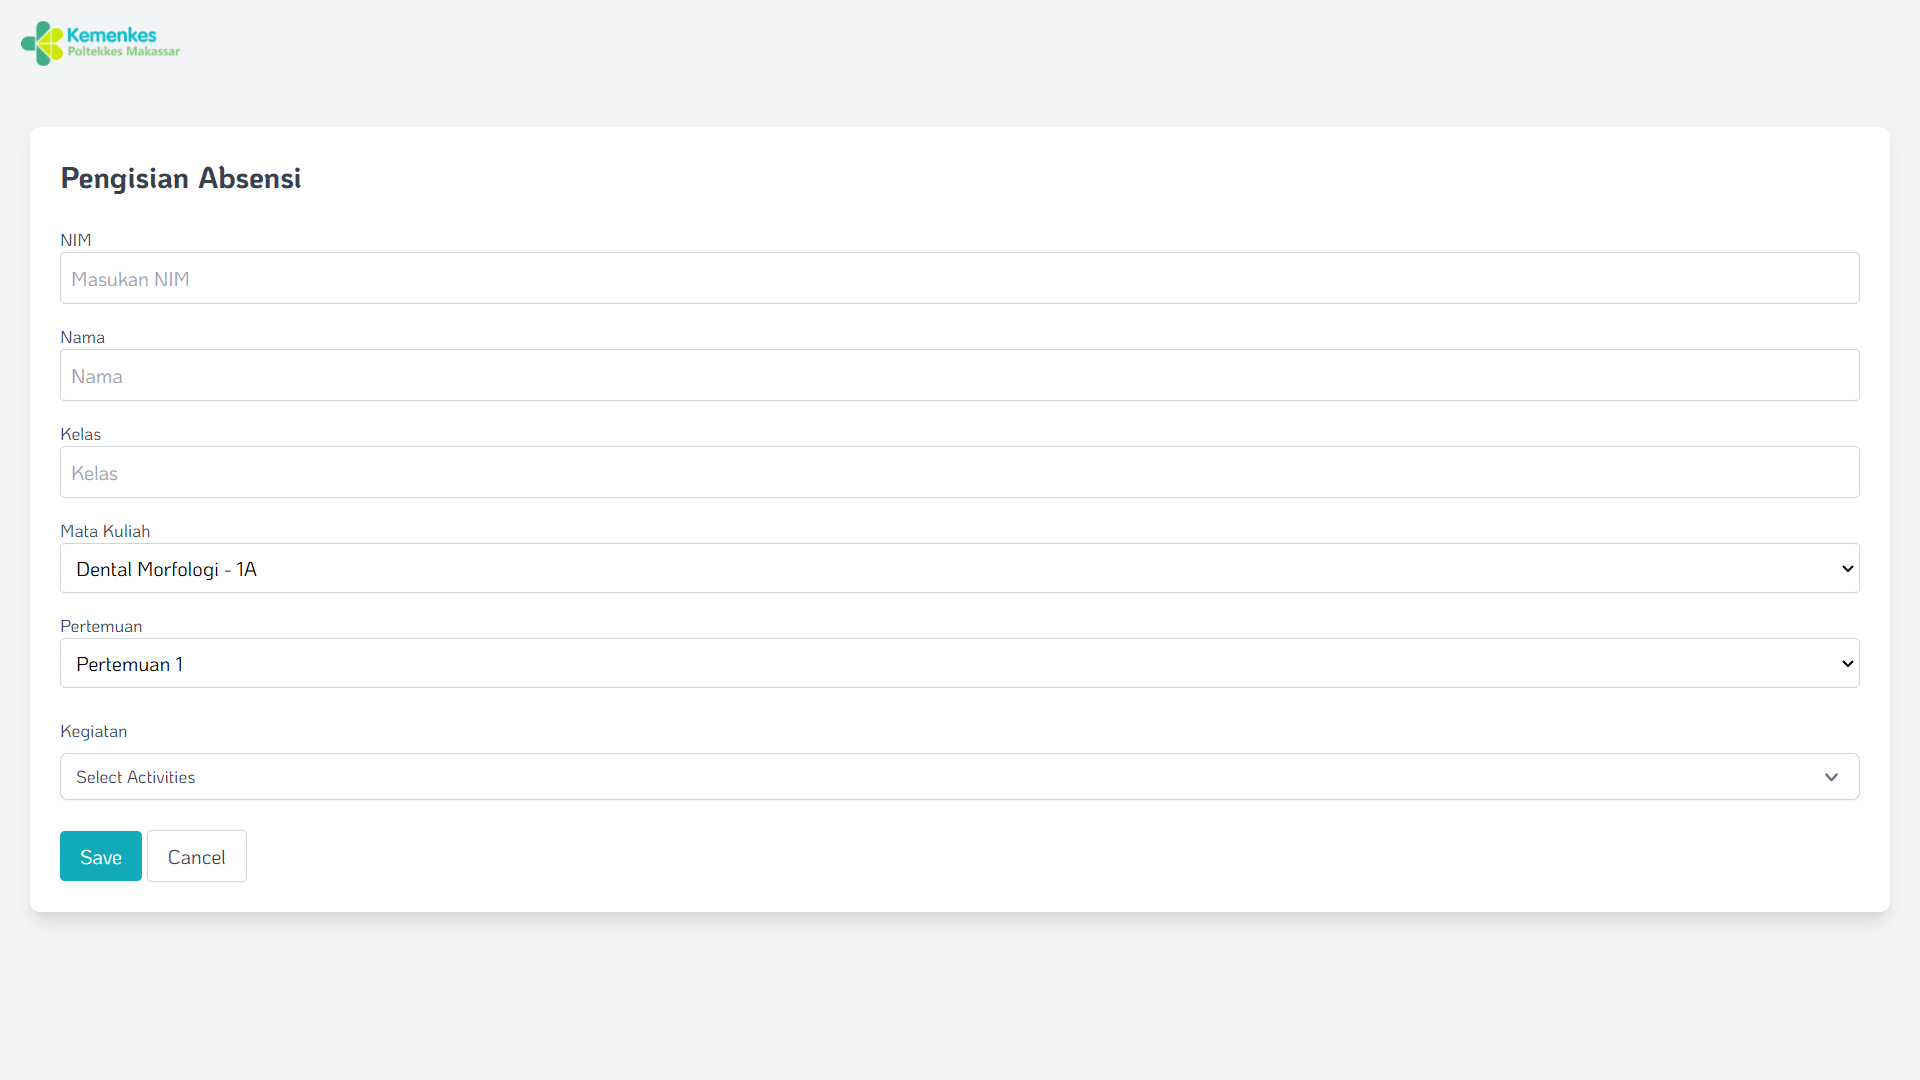 Kemenkes
Poltekkes Makassar
Pengisian Absensi
NIM
Masukan NIM
Nama
Nama
Kelas
Kelas
Mata Kuliah
Dental Morfologi - 1A
Pertemuan
Pertemuan 1
Kegiatan
Select Activities
Save
Cancel